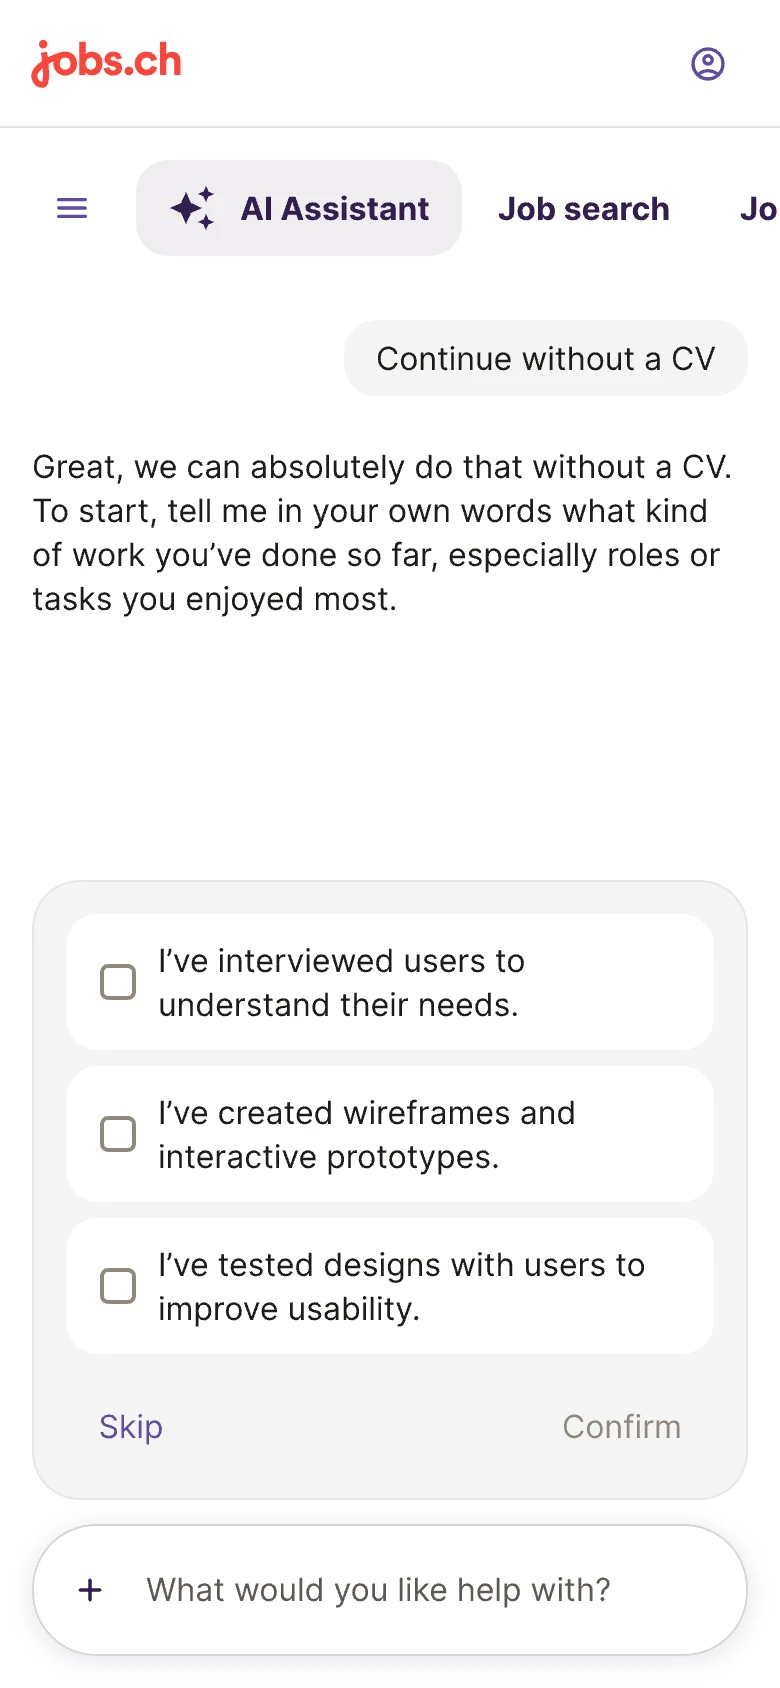 jobs.ch
AI Assistant
Job search
Jo
Continue without a CV
Great, we can absolutely do that without a CV.
To start, tell me in your own words what kind
of work you’ve done so far, especially roles or
tasks you enjoyed most.
I’ve interviewed users to
understand their needs.
I’ve created wireframes and
interactive prototypes.
I’ve tested designs with users to
improve usability.
Skip
Confirm
What would you like help with?